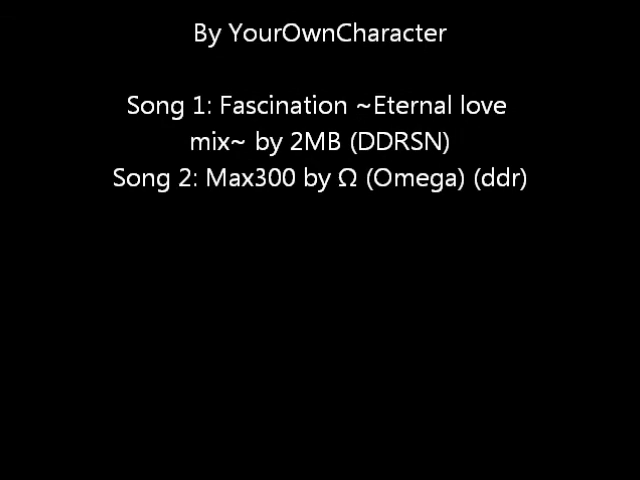 By YourOwnCharacter
Song 1: Fascination ~Eternal love
mix~ by 2MB (DDRSN)
Song 2: Max300 by Ω (Omega) (ddr)